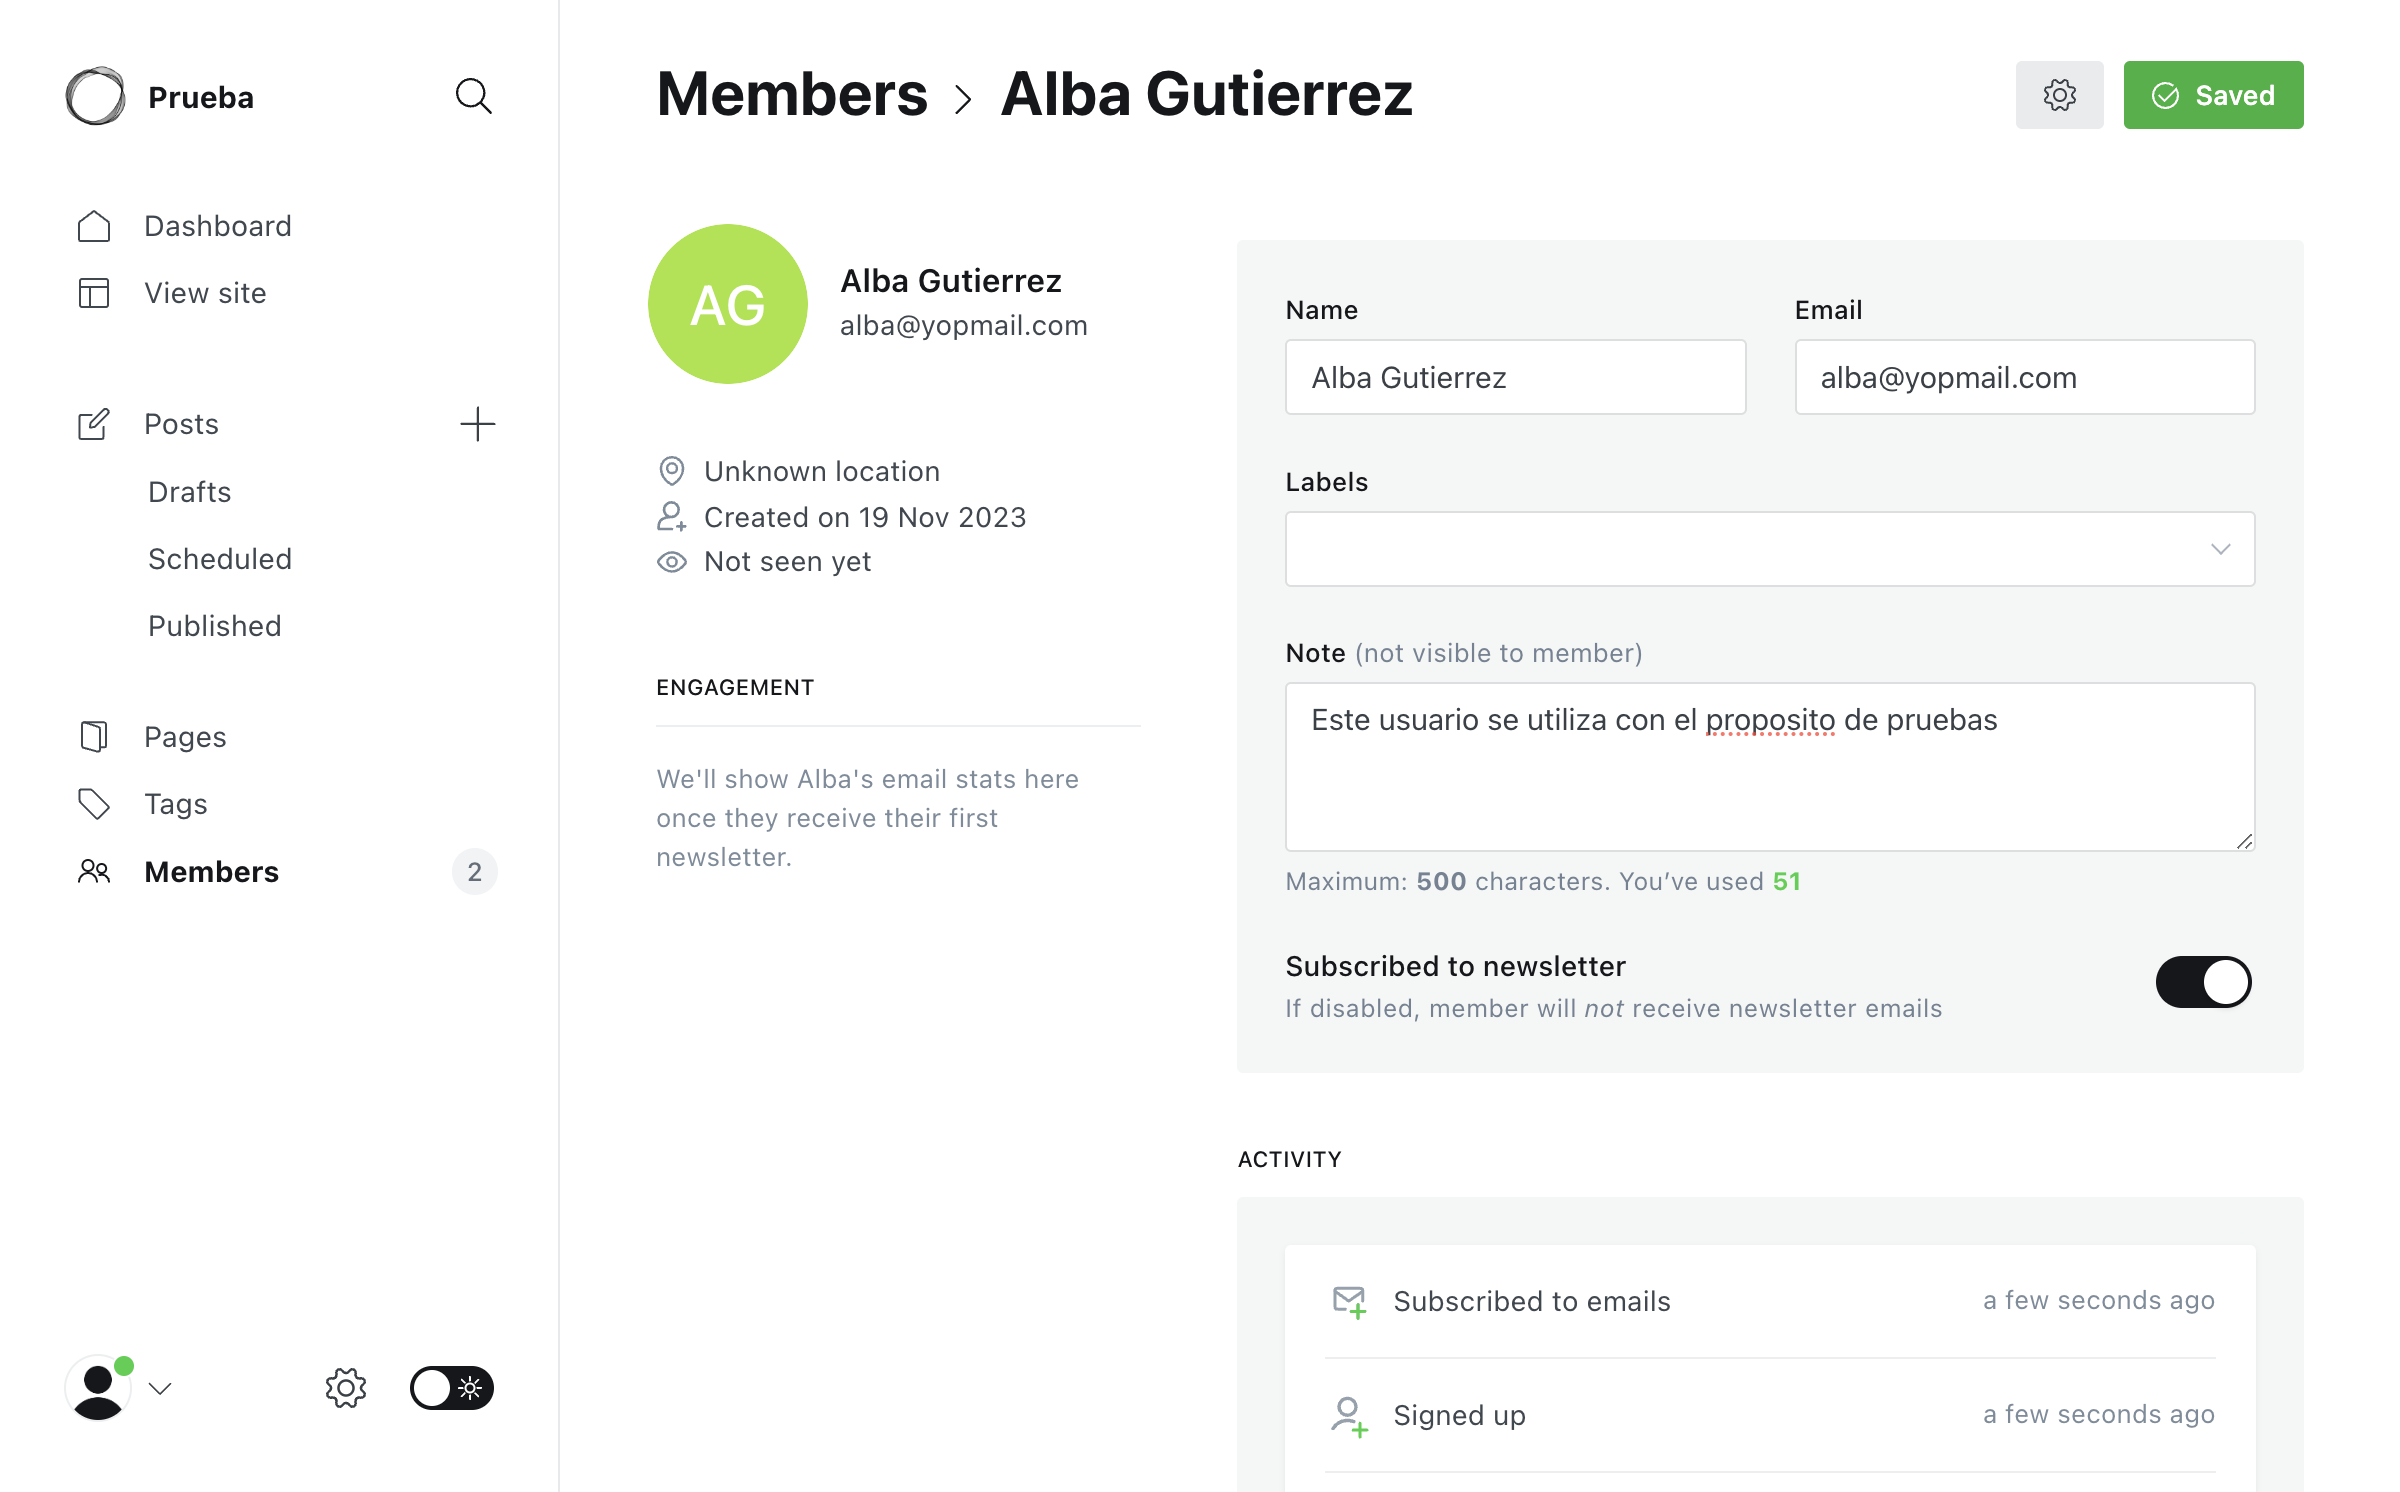 Prueba
Dashboard
View site
Posts
Drafts
Scheduled
Published
Pages
Tags
Members 2
Members > Alba Gutierrez
Saved
AG
Alba Gutierrez
alba@yopmail.com
Unknown location
Created on 19 Nov 2023
Not seen yet
ENGAGEMENT
We'll show Alba's email stats here
once they receive their first
newsletter.
Name Email
Alba Gutierrez alba@yopmail.com
Labels
Note (not visible to member)
Este usuario se utiliza con el proposito de pruebas
Maximum: 500 characters. You’ve used 51
Subscribed to newsletter
If disabled, member will not receive newsletter emails
ACTIVITY
Subscribed to emails a few seconds ago
Signed up a few seconds ago